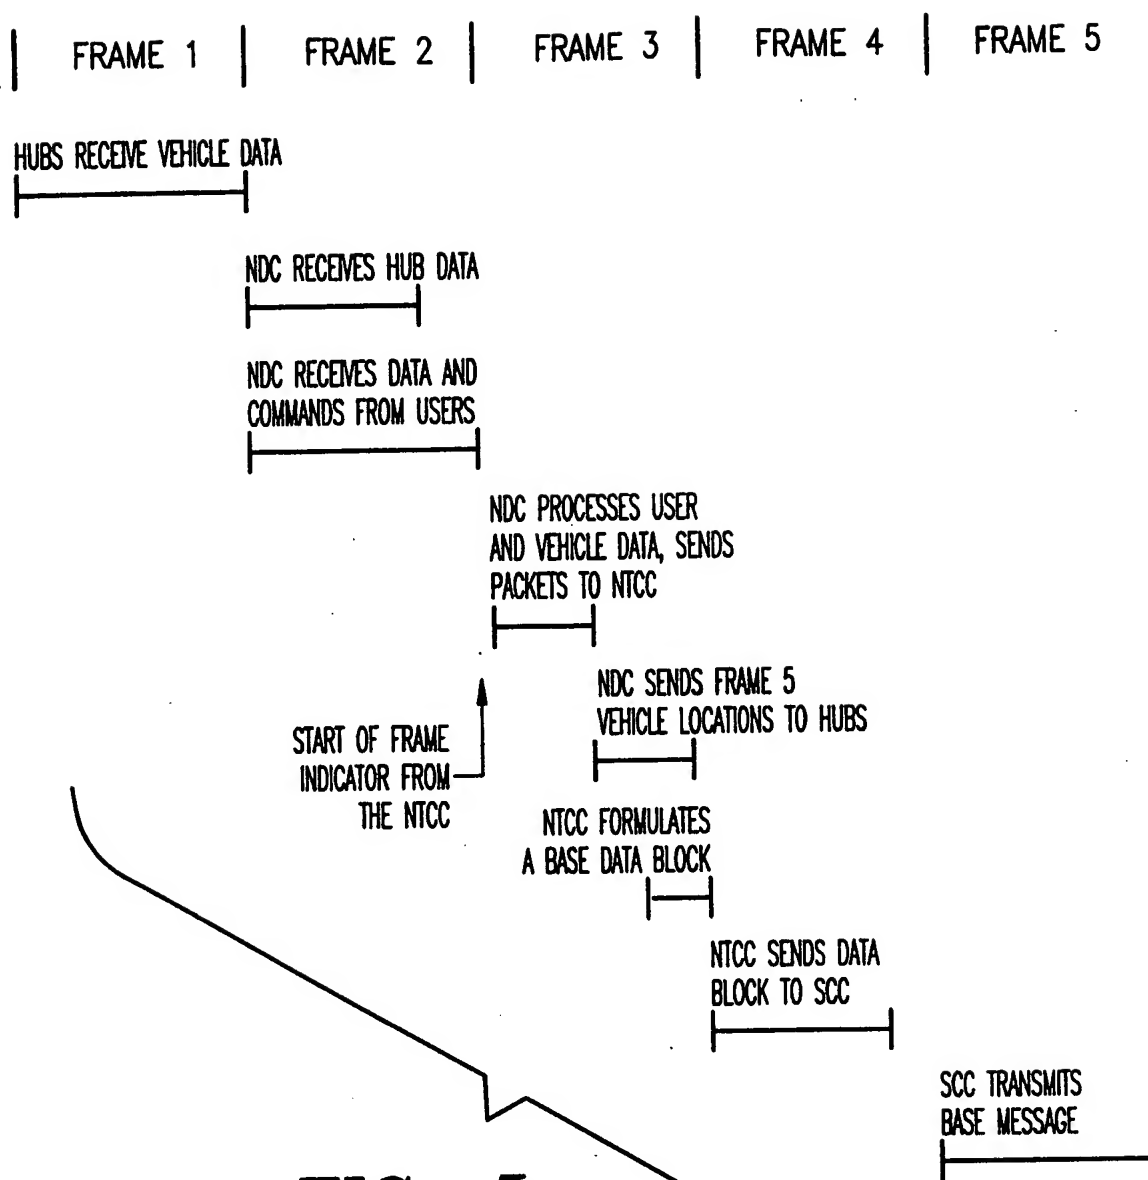 FRAME 1 FRAME 2 FRAME 3 FRAME 4 FRAME 5
HUBS RECEIVE VEHICLE DATA
NDC RECEIVES HUB DATA
NDC RECEIVES DATA AND
COMMANDS FROM USERS
NDC PROCESSES USER
AND VEHICLE DATA, SENDS
PACKETS TO NTCC
NDC SENDS FRAME 5
VEHICLE LOCATIONS TO HUBS
START OF FRAME
INDICATOR FROM
THE NTCC
NTCC FORMULATES
A BASE DATA BLOCK
NTCC SENDS DATA
BLOCK TO SCC
SCC TRANSMITS
BASE MESSAGE